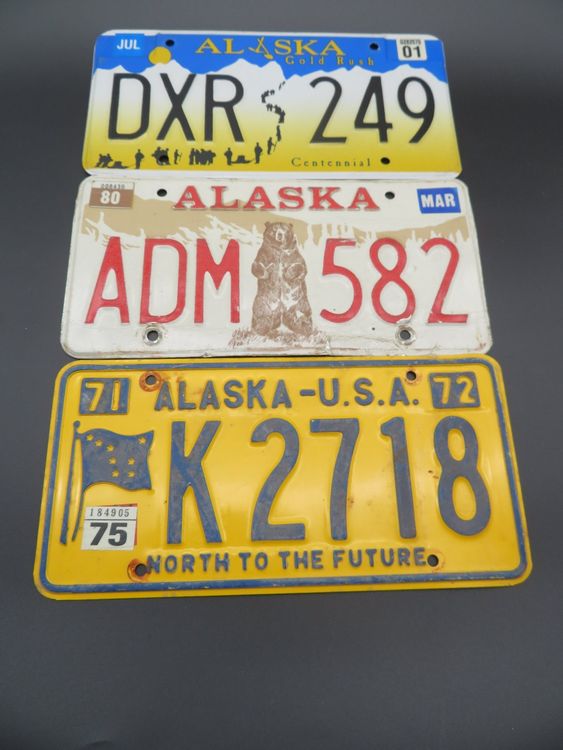 JUL ALASKA 01
Gold Rush
DXR 249
Centennial
80 ALASKA MAR
ADM 582
71 ALASKA-U.S.A. 72
K2718
184905
75
NORTH TO THE FUTURE